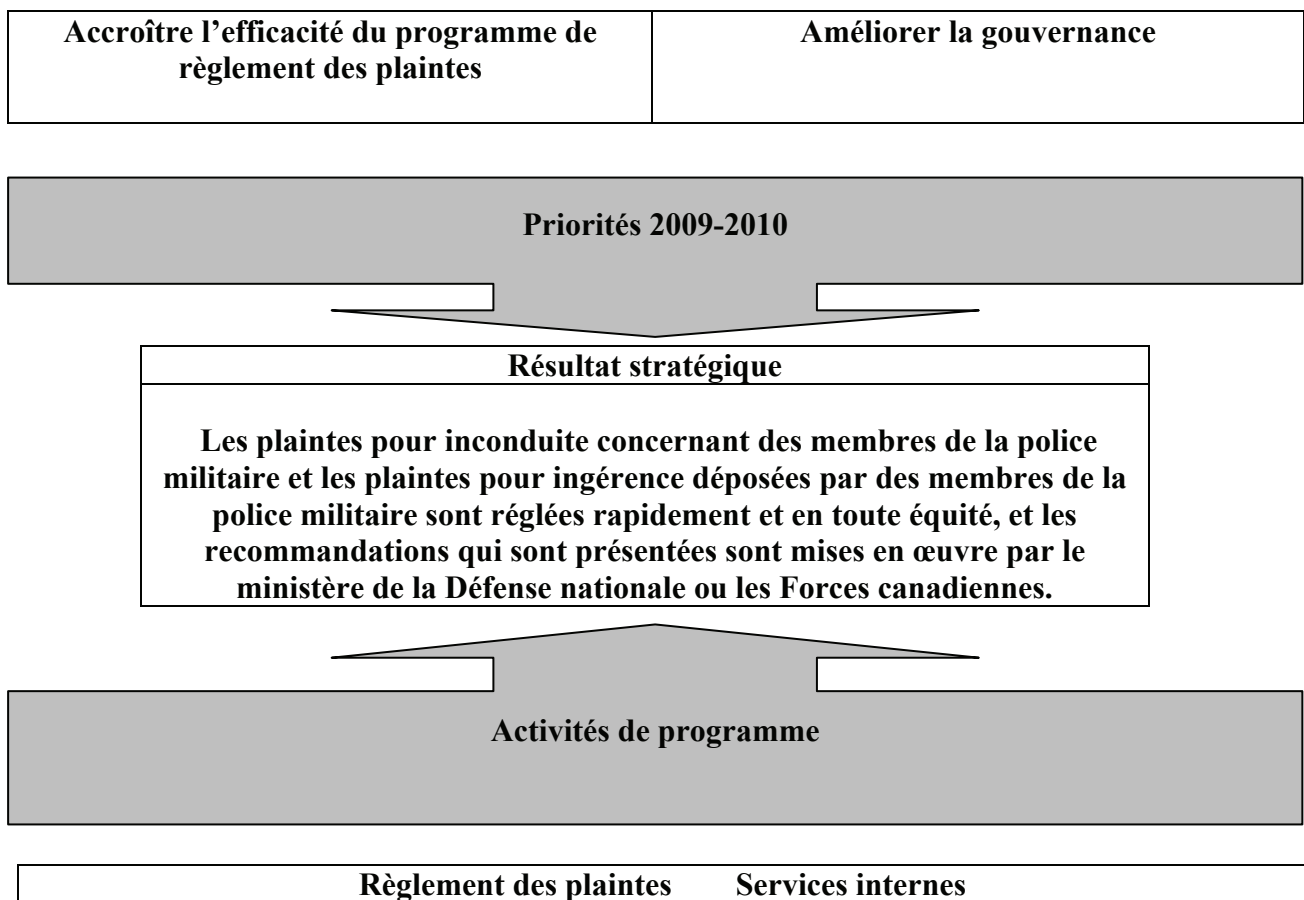 Accroître l’efficacité du programme de
règlement des plaintes
Améliorer la gouvernance
Priorités 2009-2010
Résultat stratégique
Les plaintes pour inconduite concernant des membres de la police
militaire et les plaintes pour ingérence déposées par des membres de la
police militaire sont réglées rapidement et en toute équité, et les
recommandations qui sont présentées sont mises en œuvre par le
ministère de la Défense nationale ou les Forces canadiennes.
Activités de programme
Règlement des plaintes Services internes